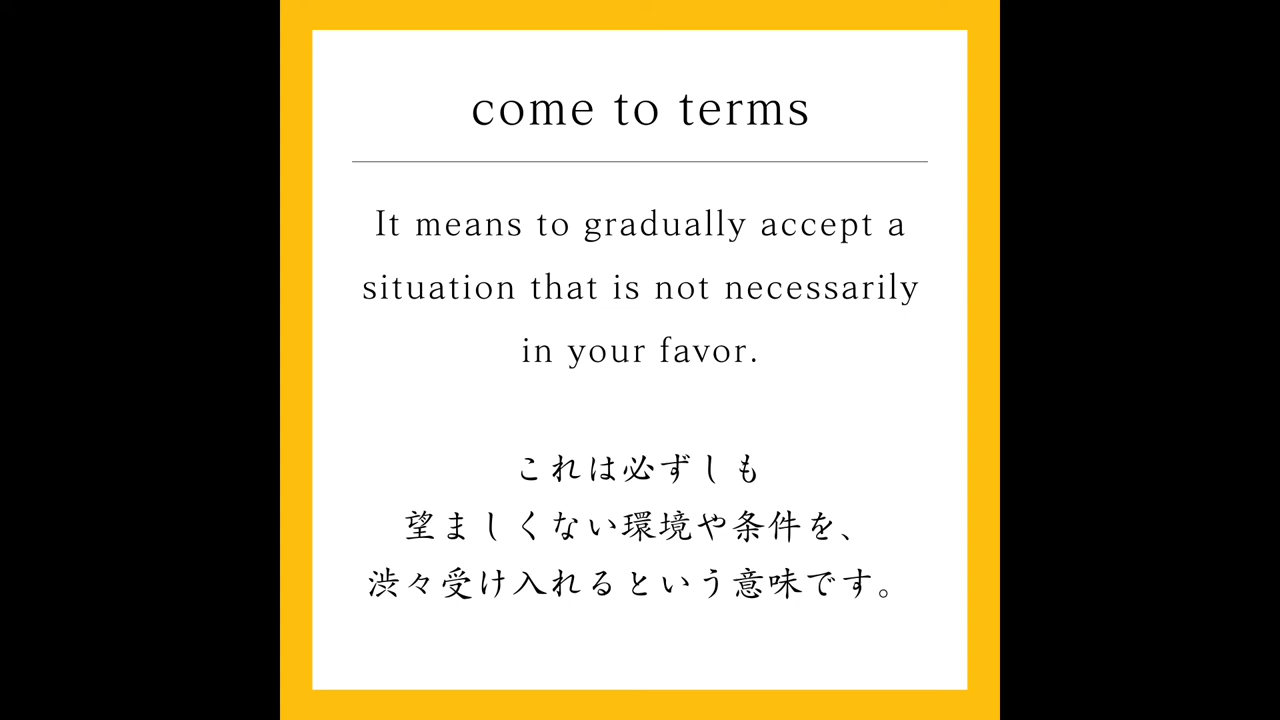 come to terms
It means to gradually accept a
situation that is not necessarily
in your favor.
これは必ずしも
望ましくない環境や条件を、
渋々受け入れるという意味です。